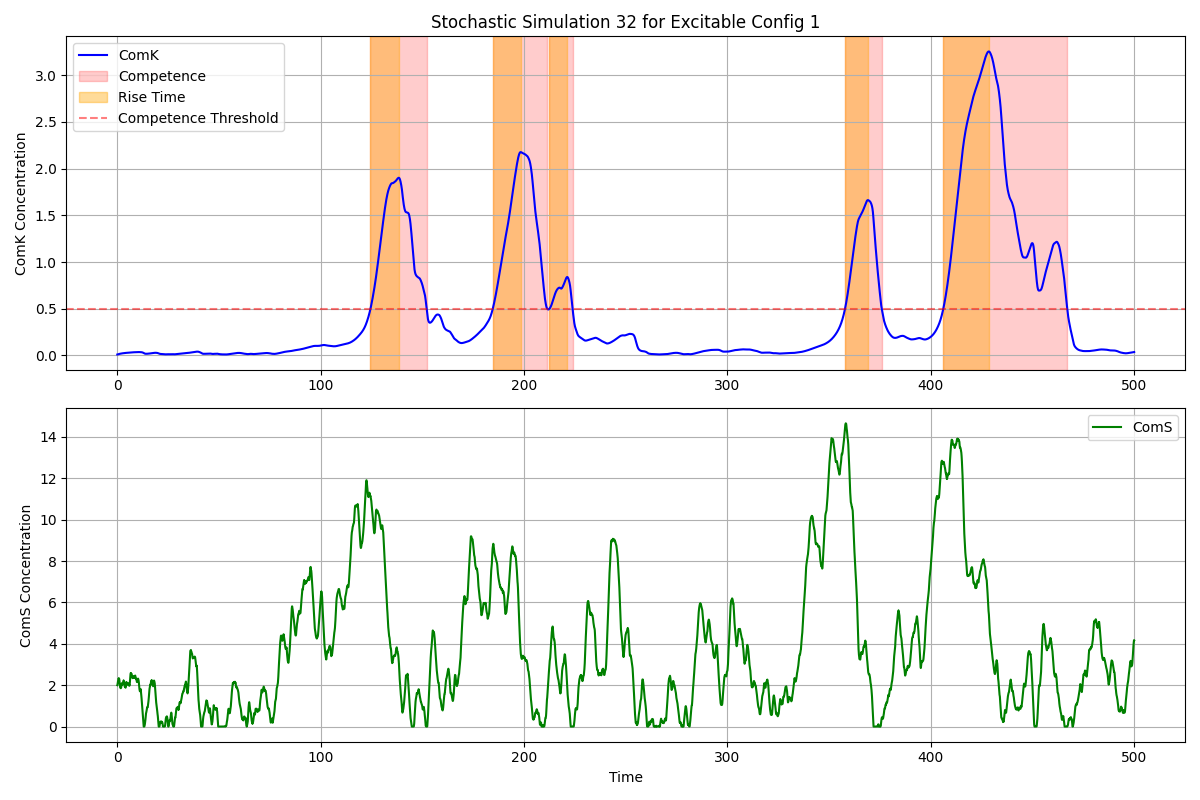 Stochastic Simulation 32 for Excitable Config 1
ComK Concentration
3.0
2.5
2.0
1.5
1.0
0.5
0.0
ComK
Competence
Rise Time
Competence Threshold
0 100 200 300 400 500
ComS Concentration
14
12
10
8
6
4
2
0
ComS
0 100 200 300 400 500
Time